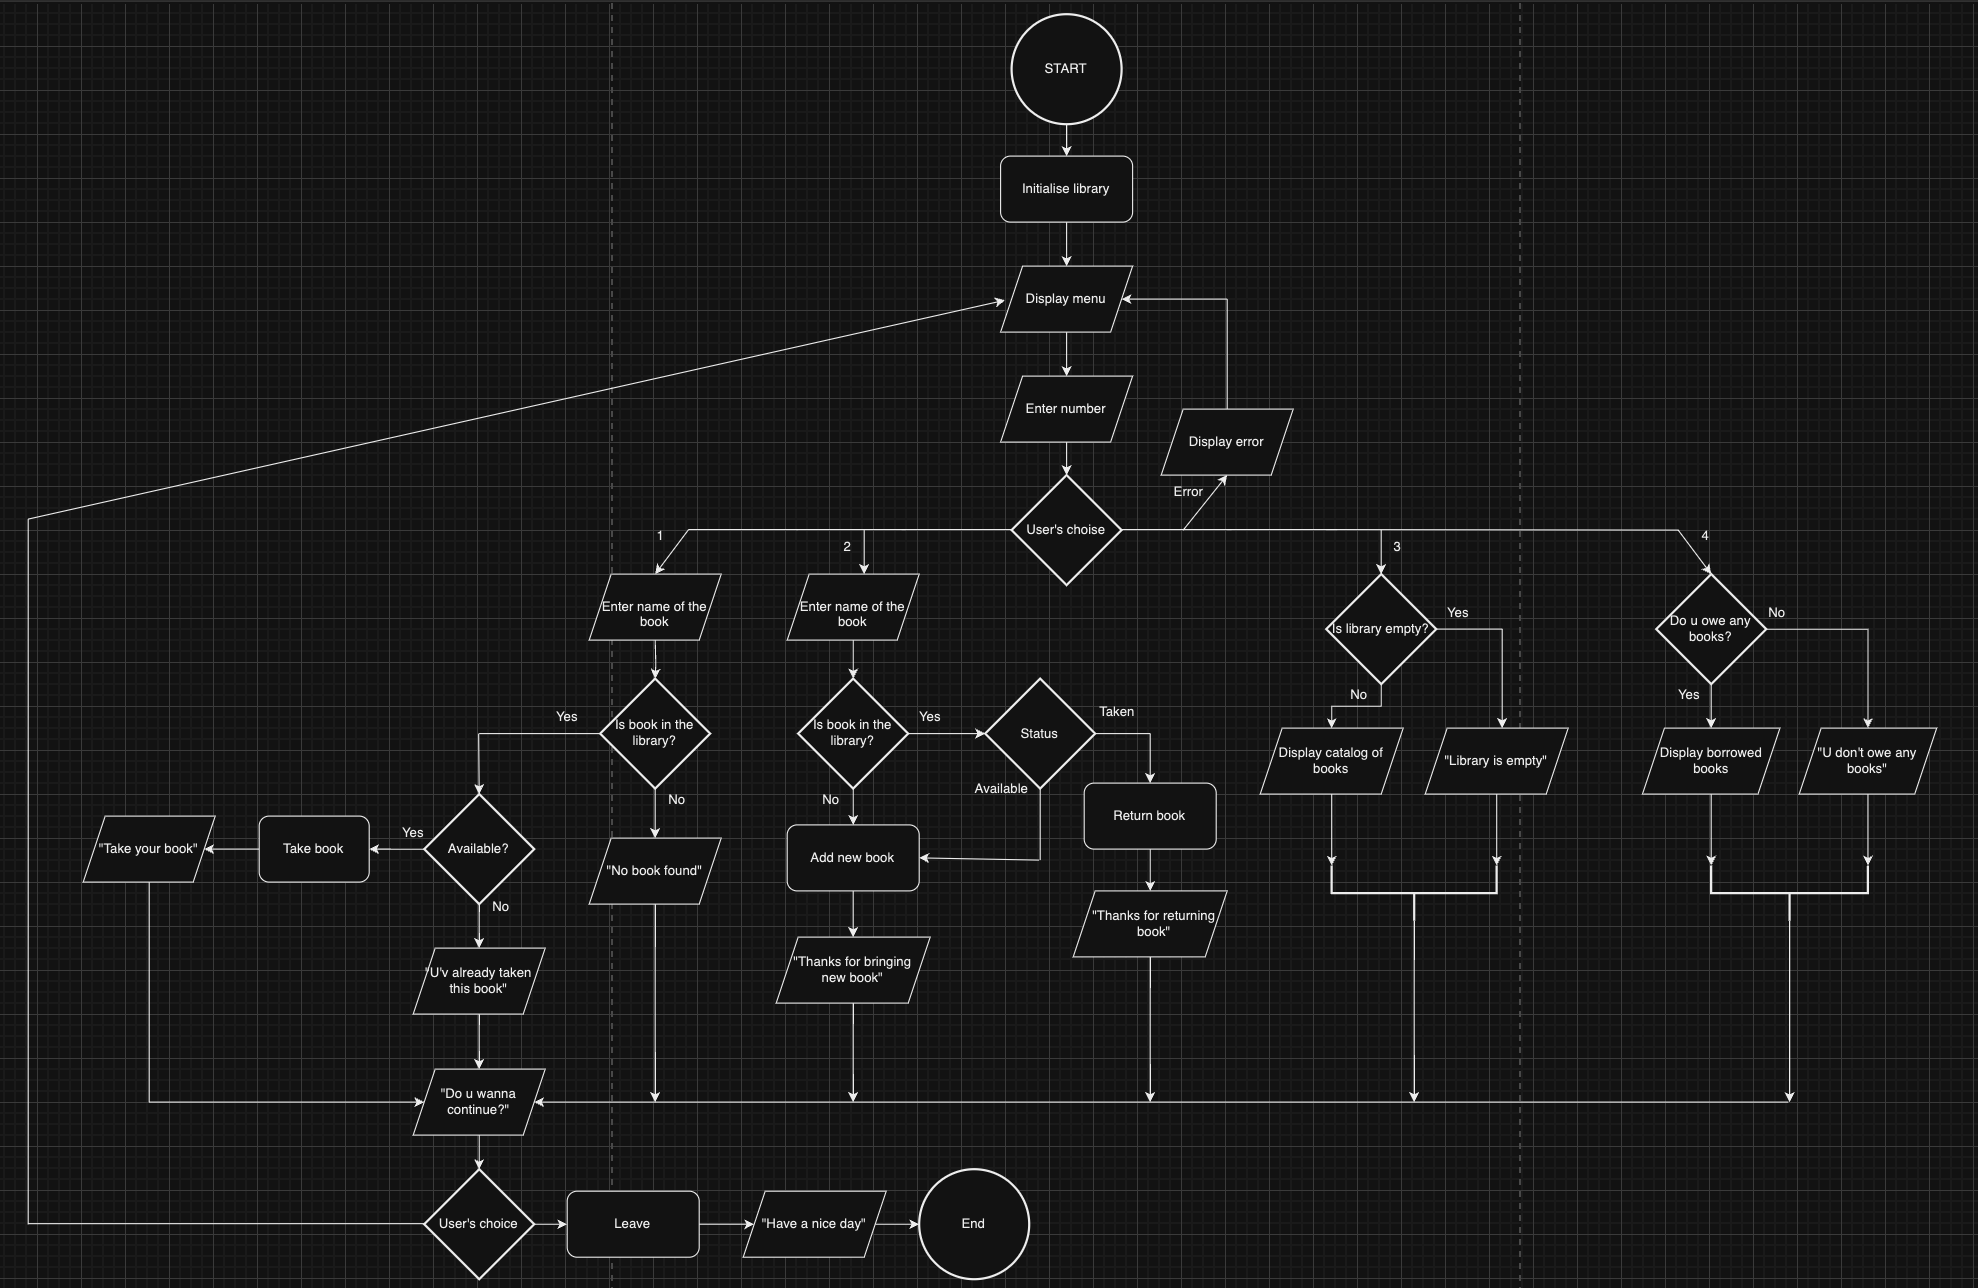 START
Initialise library
Display menu
Enter number
Display error
Error
User's choise
1
2
3
4
Enter name of the
book
Enter name of the
book
Is library empty?
Yes
No
Do u owe any
books?
No
Yes
Yes
Is book in the
library?
No
Is book in the
library?
Yes
No
Status
Taken
Available
Display catalog of
books
"Library is empty"
Display borrowed
books
"U don't owe any
books"
"Take your book"
Take book
Yes
Available?
No
"No book found"
Add new book
Return book
"Thanks for returning
book"
"U'v already taken
this book"
"Thanks for bringing
new book"
"Do u wanna
continue?"
User's choice
Leave
"Have a nice day"
End